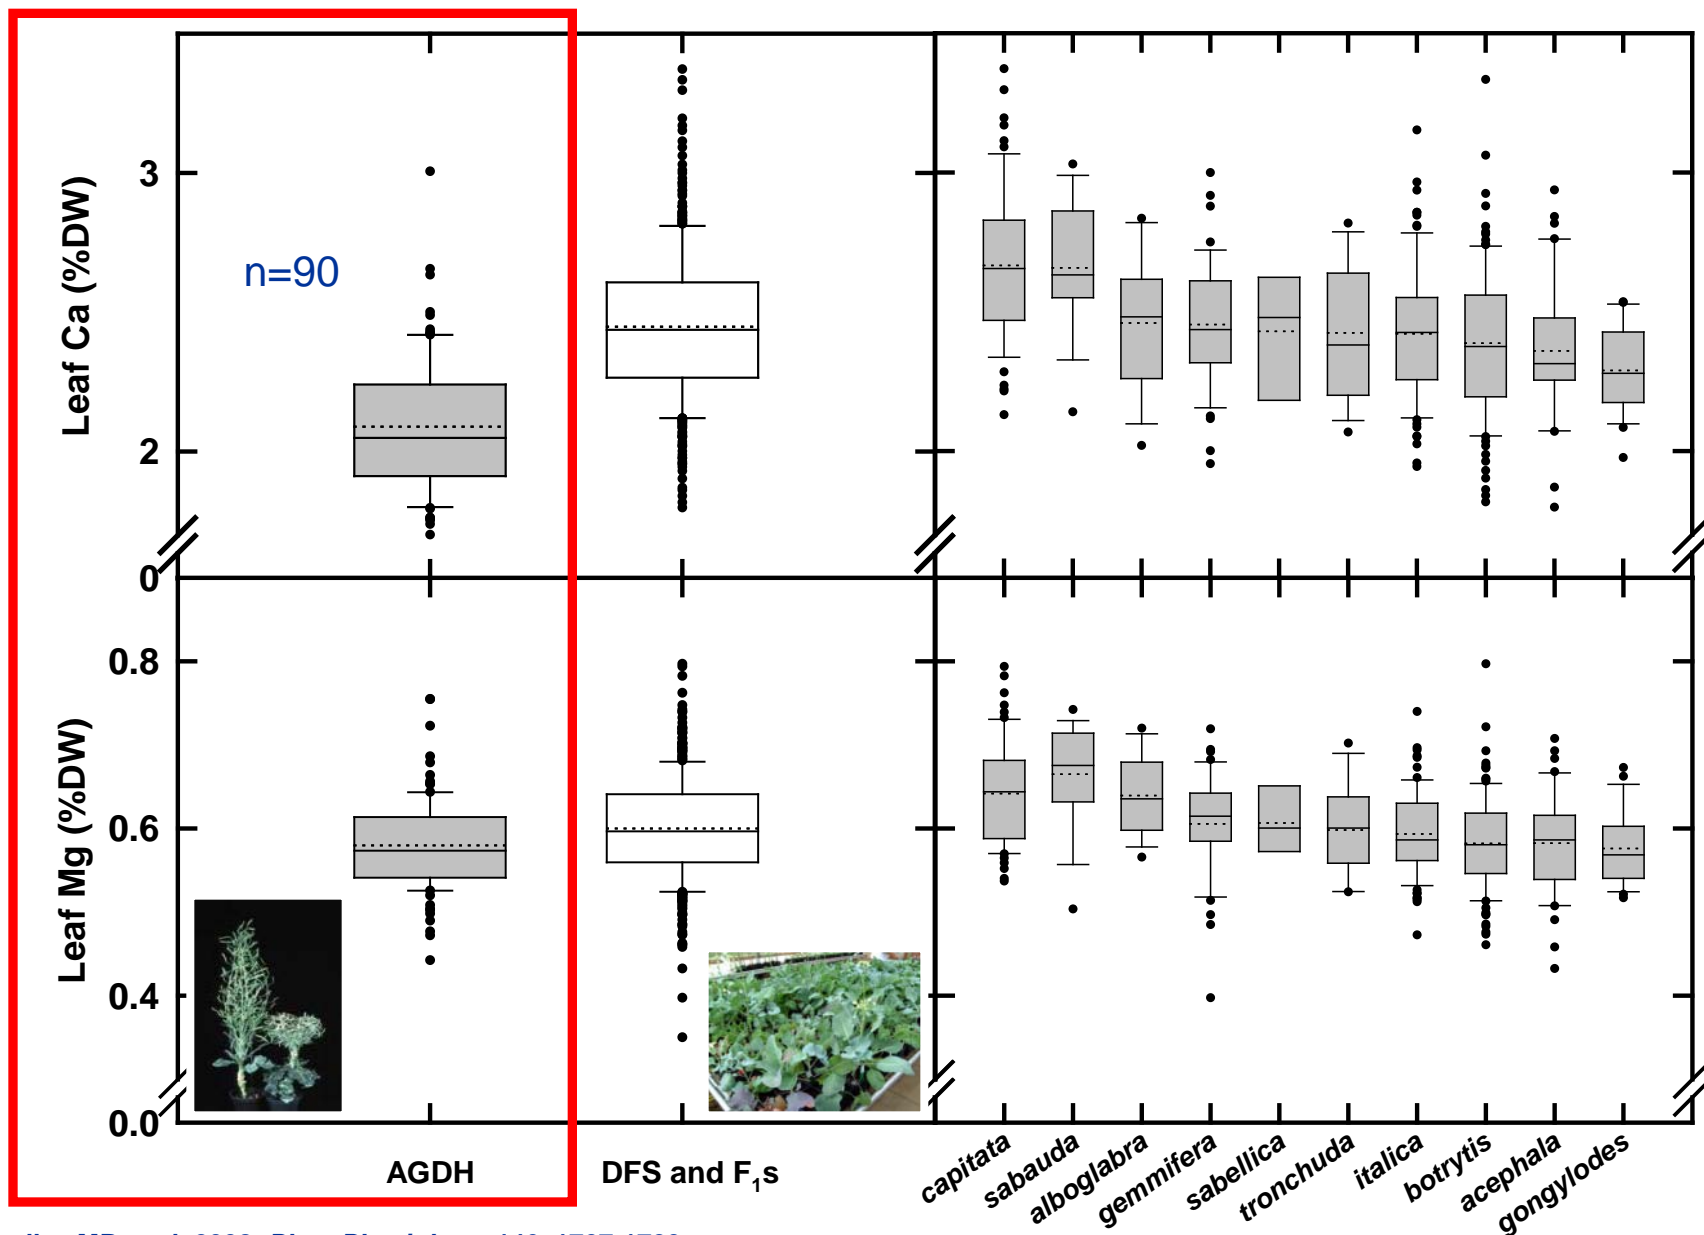 Leaf Ca (%DW)
3
2
0
n=90
Leaf Mg (%DW)
0.8
0.6
0.4
0.0
AGDH
DFS and F₁s
capitata
sabauda
alboglabra
gemmifera
sabellica
tronchuda
italica
botrytis
acephala
gongylodes